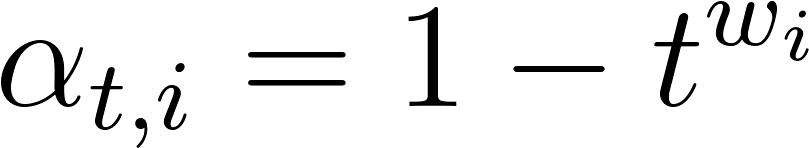 α_{t,i} = 1 − t^{w_i}